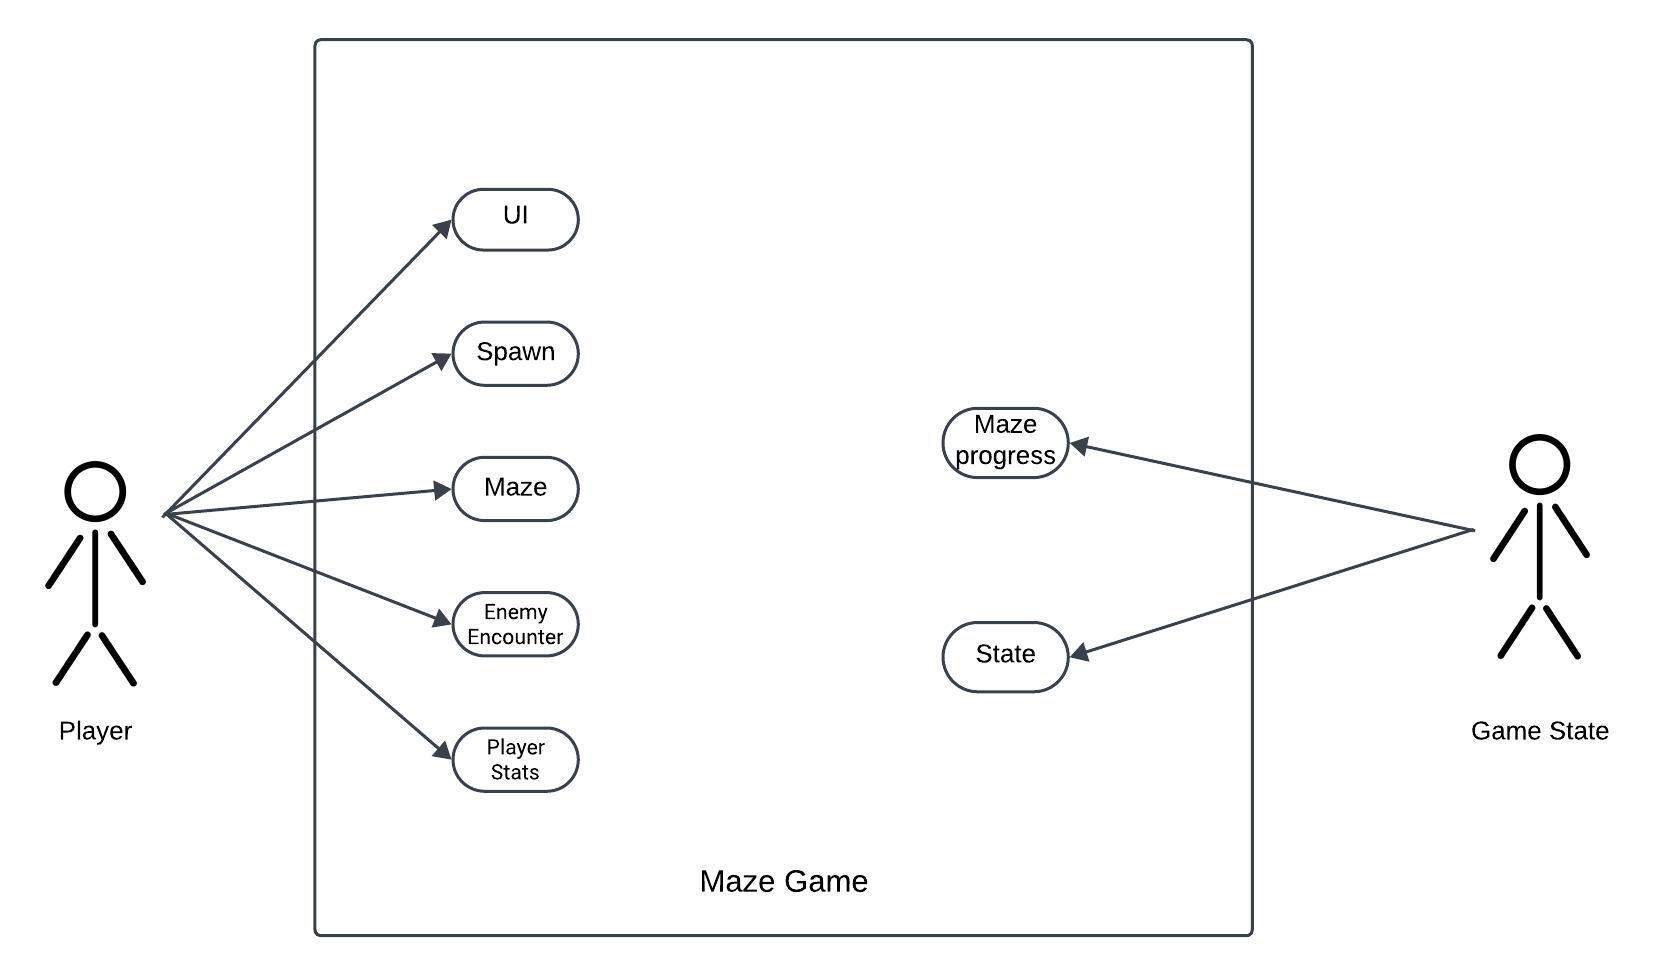 UI
Spawn
Maze
Enemy
Encounter
Player
Stats
Maze
progress
State
Player
Game State
Maze Game